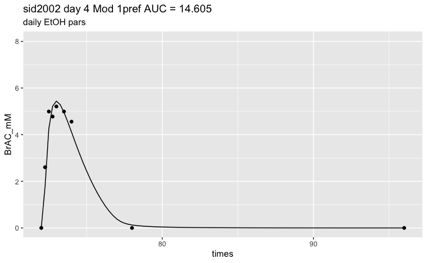 sid2002 day 4 Mod 1pref AUC = 14.605
daily EtOH pars
8
6
4
2
0
BrAC_mM
80
90
times